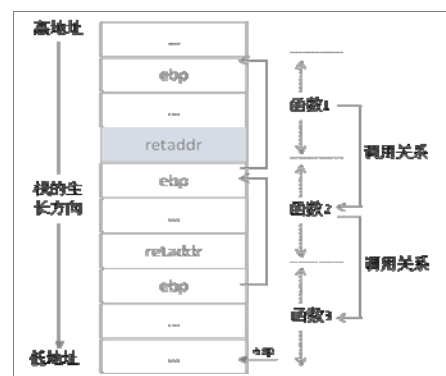 高地址
...
ebp
...
retaddr
ebp
...
retaddr
ebp
...
...
栈的生
长方向
低地址
函数1
函数2
函数3
调用关系
调用关系